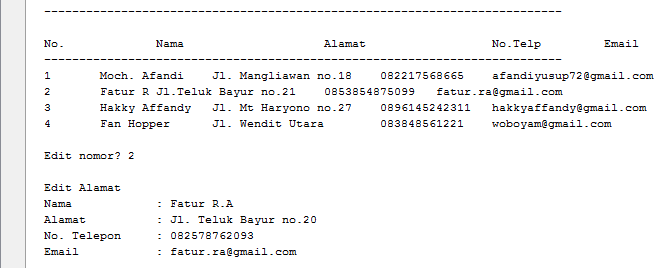 --------------------------------------------------------------------------
No. Nama Alamat No.Telp Email
--------------------------------------------------------------------------
1 Moch. Afandi Jl. Mangliawan no.18 082217568665 afandiyusup72@gmail.com
2 Fatur R Jl.Teluk Bayur no.21 0853854875099 fatur.ra@gmail.com
3 Hakky Affandy Jl. Mt Haryono no.27 0896145242311 hakkyaffandy@gmail.com
4 Fan Hopper Jl. Wendit Utara 083848561221 woboyam@gmail.com
Edit nomor? 2
Edit Alamat
Nama : Fatur R.A
Alamat : Jl. Teluk Bayur no.20
No. Telepon : 082578762093
Email : fatur.ra@gmail.com